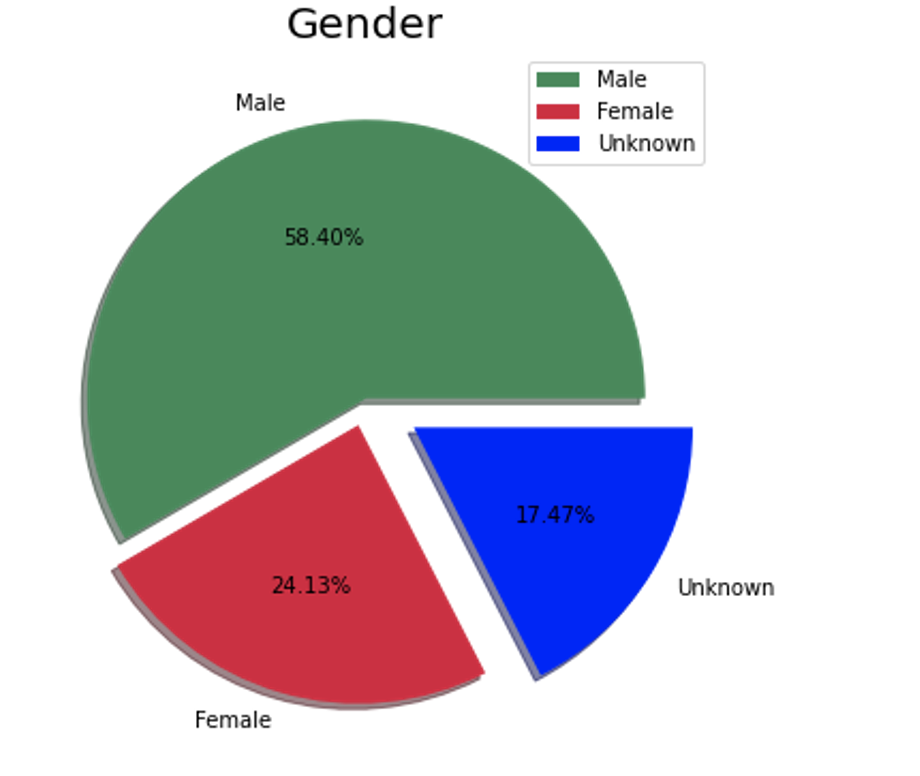 Gender
Male
Female
Unknown
Male
58.40%
17.47%
24.13%
Unknown
Female